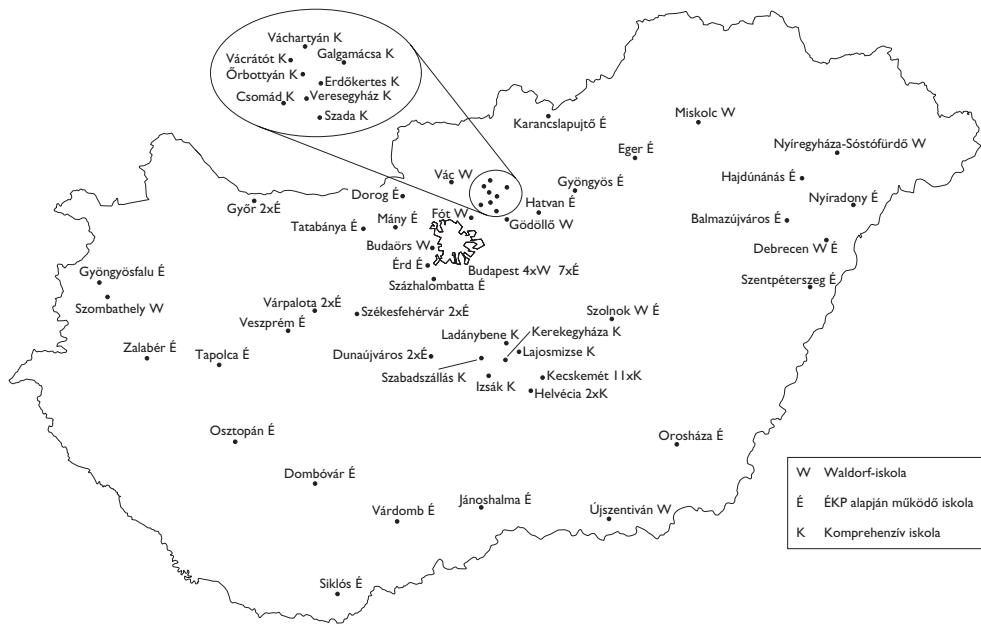 Váchartyán K
Vácrátót K
Galgamácsa K
Őrbottyán K
Erdőkertes K
Csomád K
Veresegyház K
Szada K
Karancslapujtő É
Miskolc W
Eger É
Nyíregyháza-Sóstófürdő W
Vác W
Gyöngyös É
Hajdúnánás É
Dorog É
Hatvan É
Nyíradony É
Győr 2xÉ
Mány É
Fót W
Gödöllő W
Balmazújváros É
Tatabánya É
Budaörs W
Debrecen W É
Érd É
Budapest 4xW 7xÉ
Gyöngyösfalu É
Százhalombatta É
Szentpéterszeg É
Szombathely W
Várpalota 2xÉ
Székesfehérvár 2xÉ
Szolnok W É
Veszprém É
Ladánybene K
Kerekegyháza K
Zalabér É
Tapolca É
Dunaújváros 2xÉ
Lajosmizse K
Szabadszállás K
Izsák K
Kecskemét 11xK
Helvécia 2xK
Osztopán É
Orosháza É
Dombóvár É
Jánoshalma É
Várdomb É
Újszentiván W
Siklós É
W Waldorf-iskola
É ÉKP alapján működő iskola
K Komprehenzív iskola